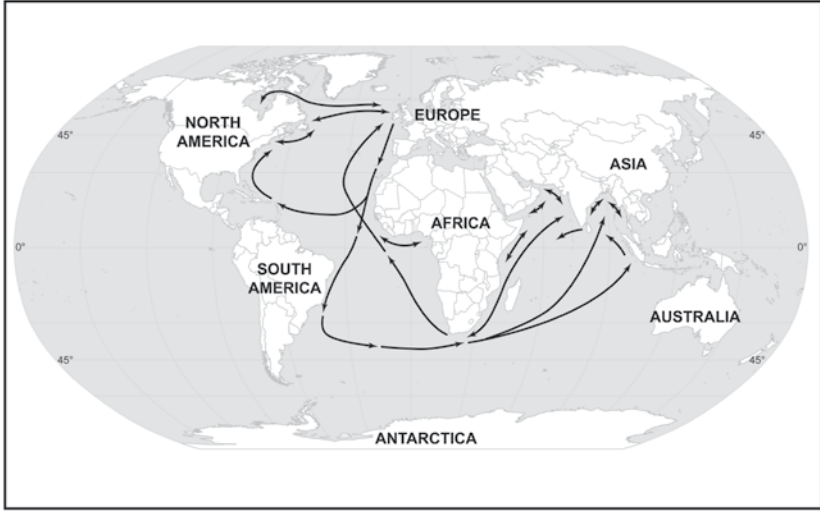 NORTH
AMERICA
EUROPE
45°
45°
ASIA
AFRICA
0°
0°
SOUTH
AMERICA
AUSTRALIA
45°
45°
ANTARCTICA